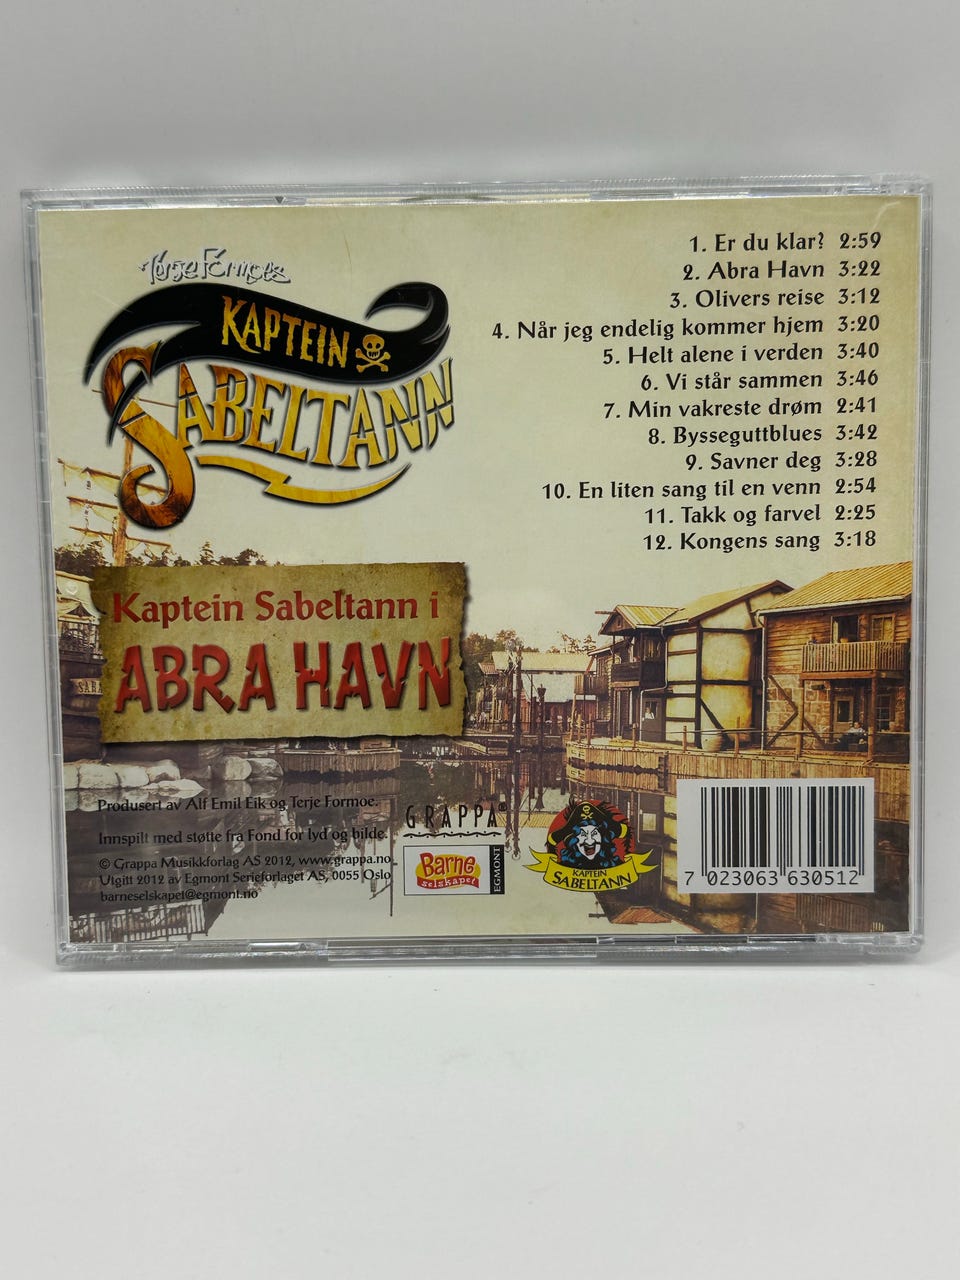 Terje Formoes
KAPTEIN
SABELTANN
1. Er du klar? 2:59
2. Abra Havn 3:22
3. Olivers reise 3:12
4. Når jeg endelig kommer hjem 3:20
5. Helt alene i verden 3:40
6. Vi står sammen 3:46
7. Min vakreste drøm 2:41
8. Bysseguttblues 3:42
9. Savner deg 3:28
10. En liten sang til en venn 2:54
11. Takk og farvel 2:25
12. Kongens sang 3:18
Kaptein Sabeltann i
ABRA HAVN
Produsert av Alf Emil Eik og Terje Formoe.
Innspilt med støtte fra Fond for lyd og bilde.
© Grappa Musikkforlag AS 2012, www.grappa.no
Utgitt 2012 av Egmont Serieforlaget AS, 0055 Oslo
barneselskapet@egmont.no
GRAPPA®
Barne
selskapet
EGMONT
KAPTEIN
SABELTANN
7 023063 630512